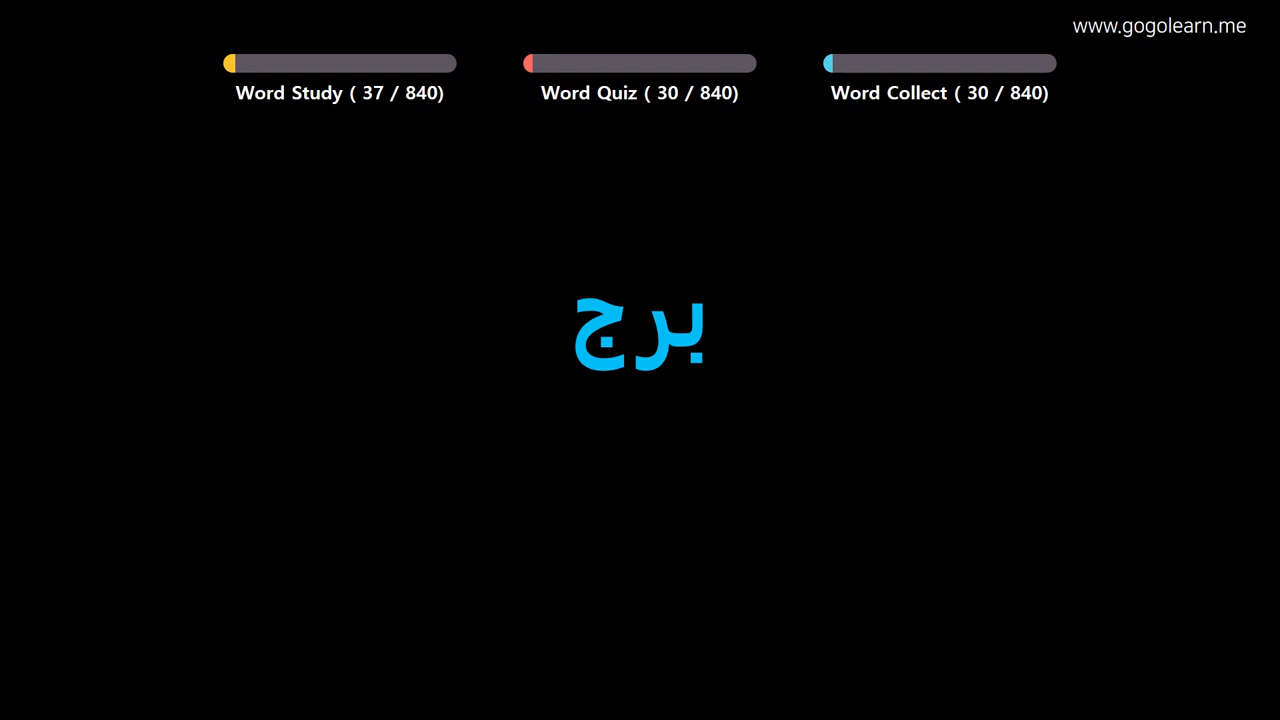 www.gogolearn.me
Word Study ( 37 / 840)
Word Quiz ( 30 / 840)
Word Collect ( 30 / 840)
برج